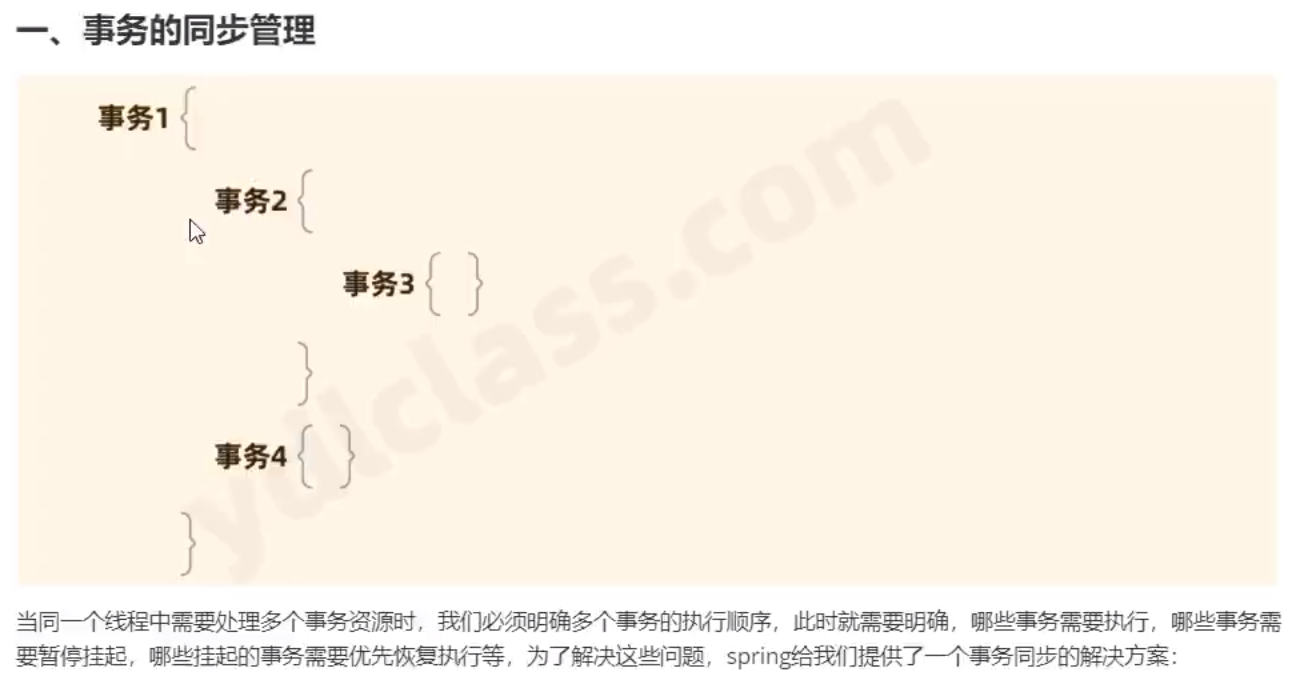 一、事务的同步管理
事务1 {
事务2 {
事务3 { }
}
事务4 { }
}
ydlclass.com
当同一个线程中需要处理多个事务资源时，我们必须明确多个事务的执行顺序，此时就需要明确，哪些事务需要执行，哪些事务需
要暂停挂起，哪些挂起的事务需要优先恢复执行等，为了解决这些问题，spring给我们提供了一个事务同步的解决方案：